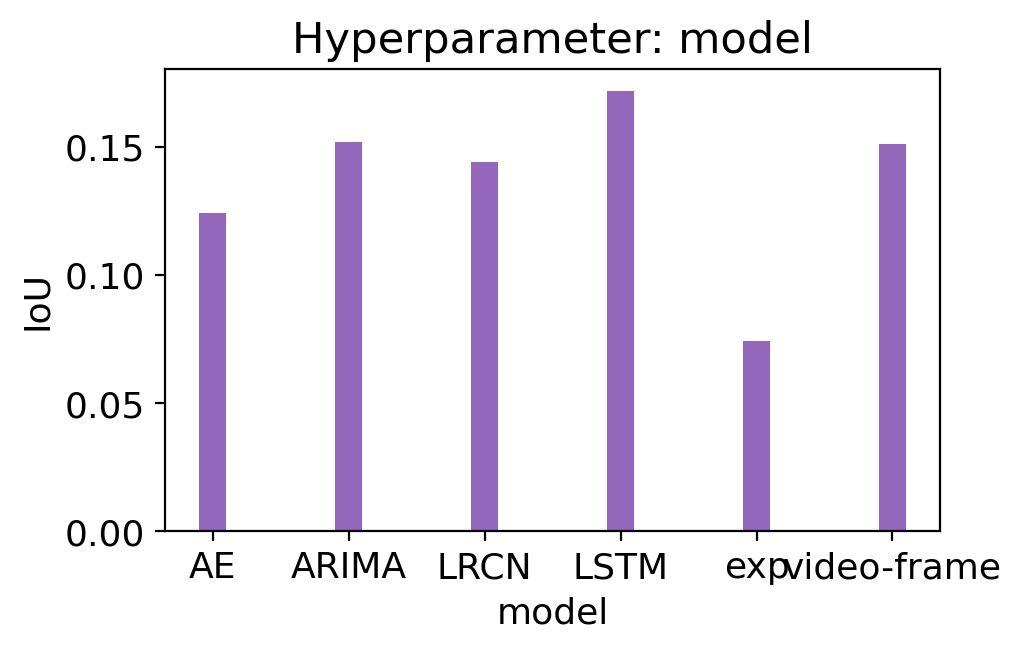 Hyperparameter: model
IoU
0.15
0.10
0.05
0.00
AE ARIMA LRCN LSTM exp video-frame
model